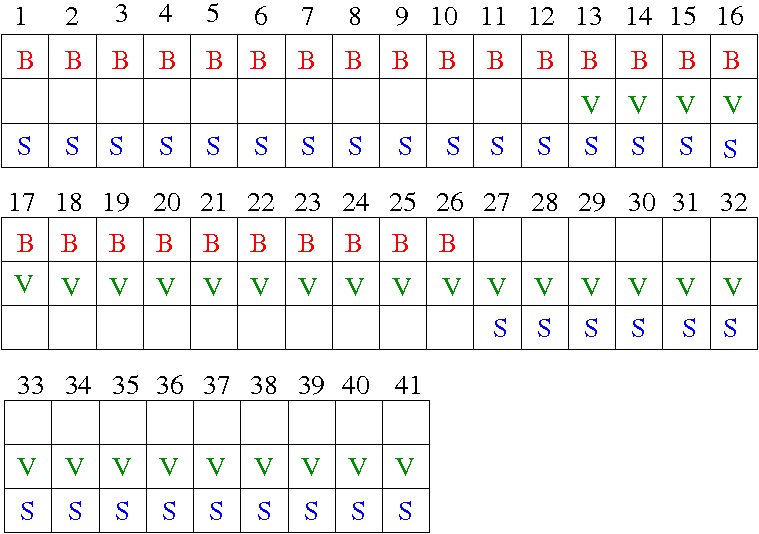 1 2 3 4 5 6 7 8 9 10 11 12 13 14 15 16
B B B B B B B B B B B B B B B B
V V V V
S S S S S S S S S S S S S S S S
17 18 19 20 21 22 23 24 25 26 27 28 29 30 31 32
B B B B B B B B B B
V V V V V V V V V V V V V V V V
S S S S S S
33 34 35 36 37 38 39 40 41
V V V V V V V V V
S S S S S S S S S